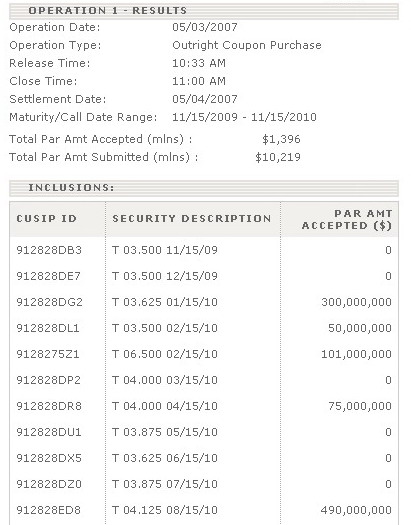 OPERATION 1 - RESULTS
Operation Date: 05/03/2007
Operation Type: Outright Coupon Purchase
Release Time: 10:33 AM
Close Time: 11:00 AM
Settlement Date: 05/04/2007
Maturity/Call Date Range: 11/15/2009 - 11/15/2010
Total Par Amt Accepted (mlns) : $1,396
Total Par Amt Submitted (mlns) : $10,219
INCLUSIONS:
CUSIP ID SECURITY DESCRIPTION PAR AMT ACCEPTED ($)
912828DB3 T 03.500 11/15/09 0
912828DE7 T 03.500 12/15/09 0
912828DG2 T 03.625 01/15/10 300,000,000
912828DL1 T 03.500 02/15/10 50,000,000
9128275Z1 T 06.500 02/15/10 101,000,000
912828DP2 T 04.000 03/15/10 0
912828DR8 T 04.000 04/15/10 75,000,000
912828DU1 T 03.875 05/15/10 0
912828DX5 T 03.625 06/15/10 0
912828DZ0 T 03.875 07/15/10 0
912828ED8 T 04.125 08/15/10 490,000,000